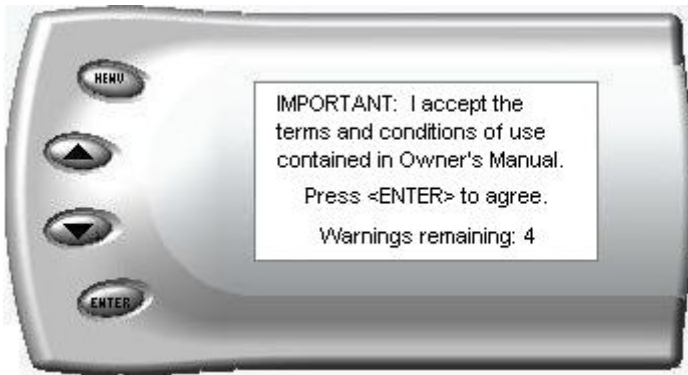 MENU
IMPORTANT: I accept the
terms and conditions of use
contained in Owner's Manual.
Press <ENTER> to agree.
Warnings remaining: 4
ENTER